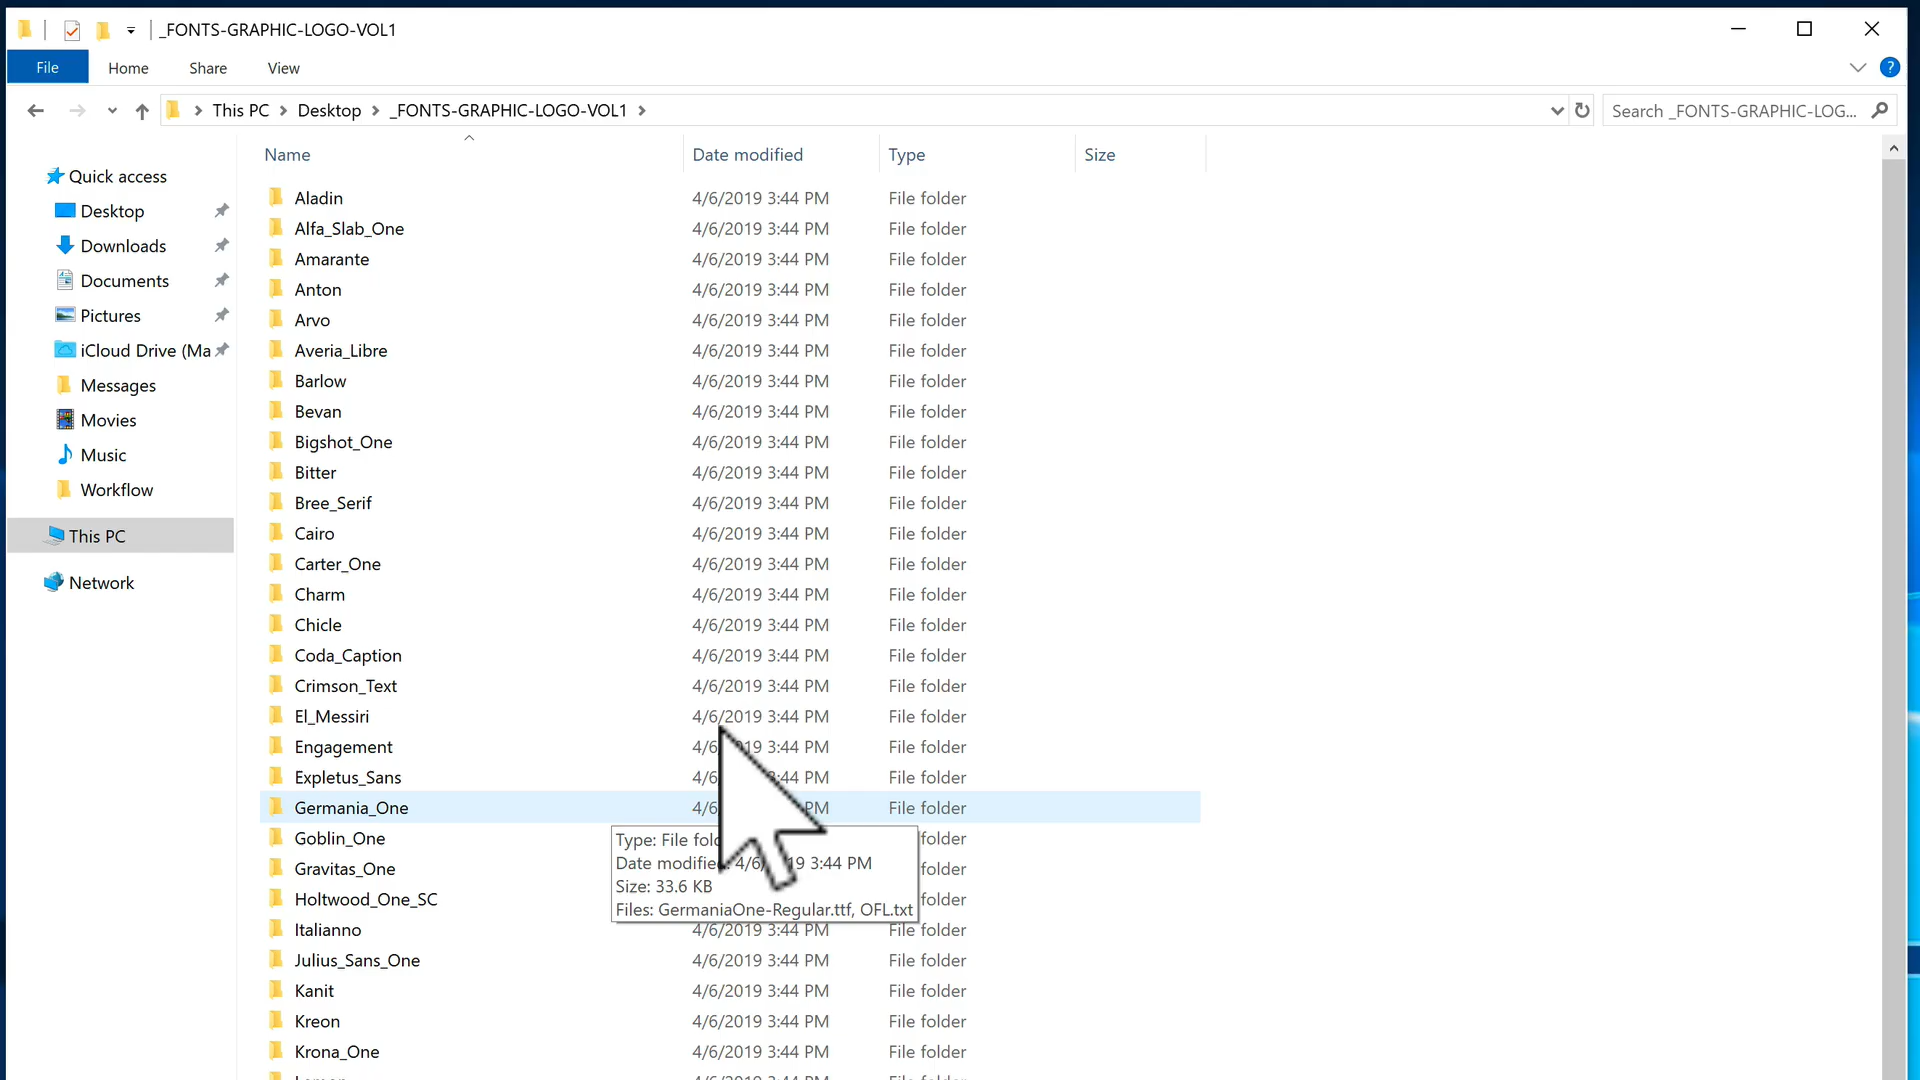 _FONTS-GRAPHIC-LOGO-VOL1
File Home Share View ?
This PC Desktop _FONTS-GRAPHIC-LOGO-VOL1 Search _FONTS-GRAPHIC-LOG...
Name Date modified Type Size
Quick access
Desktop
Downloads
Documents
Pictures
iCloud Drive (Ma
Messages
Movies
Music
Workflow
This PC
Network
Aladin 4/6/2019 3:44 PM File folder
Alfa_Slab_One 4/6/2019 3:44 PM File folder
Amarante 4/6/2019 3:44 PM File folder
Anton 4/6/2019 3:44 PM File folder
Arvo 4/6/2019 3:44 PM File folder
Averia_Libre 4/6/2019 3:44 PM File folder
Barlow 4/6/2019 3:44 PM File folder
Bevan 4/6/2019 3:44 PM File folder
Bigshot_One 4/6/2019 3:44 PM File folder
Bitter 4/6/2019 3:44 PM File folder
Bree_Serif 4/6/2019 3:44 PM File folder
Cairo 4/6/2019 3:44 PM File folder
Carter_One 4/6/2019 3:44 PM File folder
Charm 4/6/2019 3:44 PM File folder
Chicle 4/6/2019 3:44 PM File folder
Coda_Caption 4/6/2019 3:44 PM File folder
Crimson_Text 4/6/2019 3:44 PM File folder
El_Messiri 4/6/2019 3:44 PM File folder
Engagement 4/6 19 3:44 PM File folder
Expletus_Sans 4/6 3:44 PM File folder
Germania_One 4/6 PM File folder
Goblin_One folder
Gravitas_One folder
Holtwood_One_SC folder
Italianno 4/6/2019 3:44 PM File folder
Julius_Sans_One 4/6/2019 3:44 PM File folder
Kanit 4/6/2019 3:44 PM File folder
Kreon 4/6/2019 3:44 PM File folder
Krona_One 4/6/2019 3:44 PM File folder
Type: File fold
Date modified: 4/6/ 19 3:44 PM
Size: 33.6 KB
Files: GermaniaOne-Regular.ttf, OFL.txt